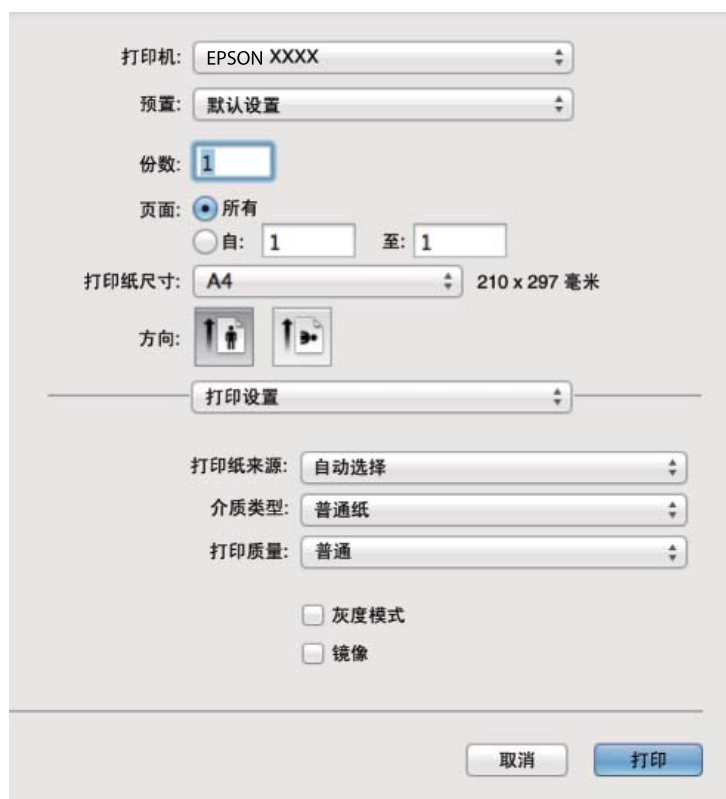 打印机: EPSON XXXX
预置: 默认设置
份数: 1
页面: 所有
自: 1 至: 1
打印纸尺寸: A4 210 x 297 毫米
方向:
打印设置
打印纸来源: 自动选择
介质类型: 普通纸
打印质量: 普通
灰度模式
镜像
取消 打印